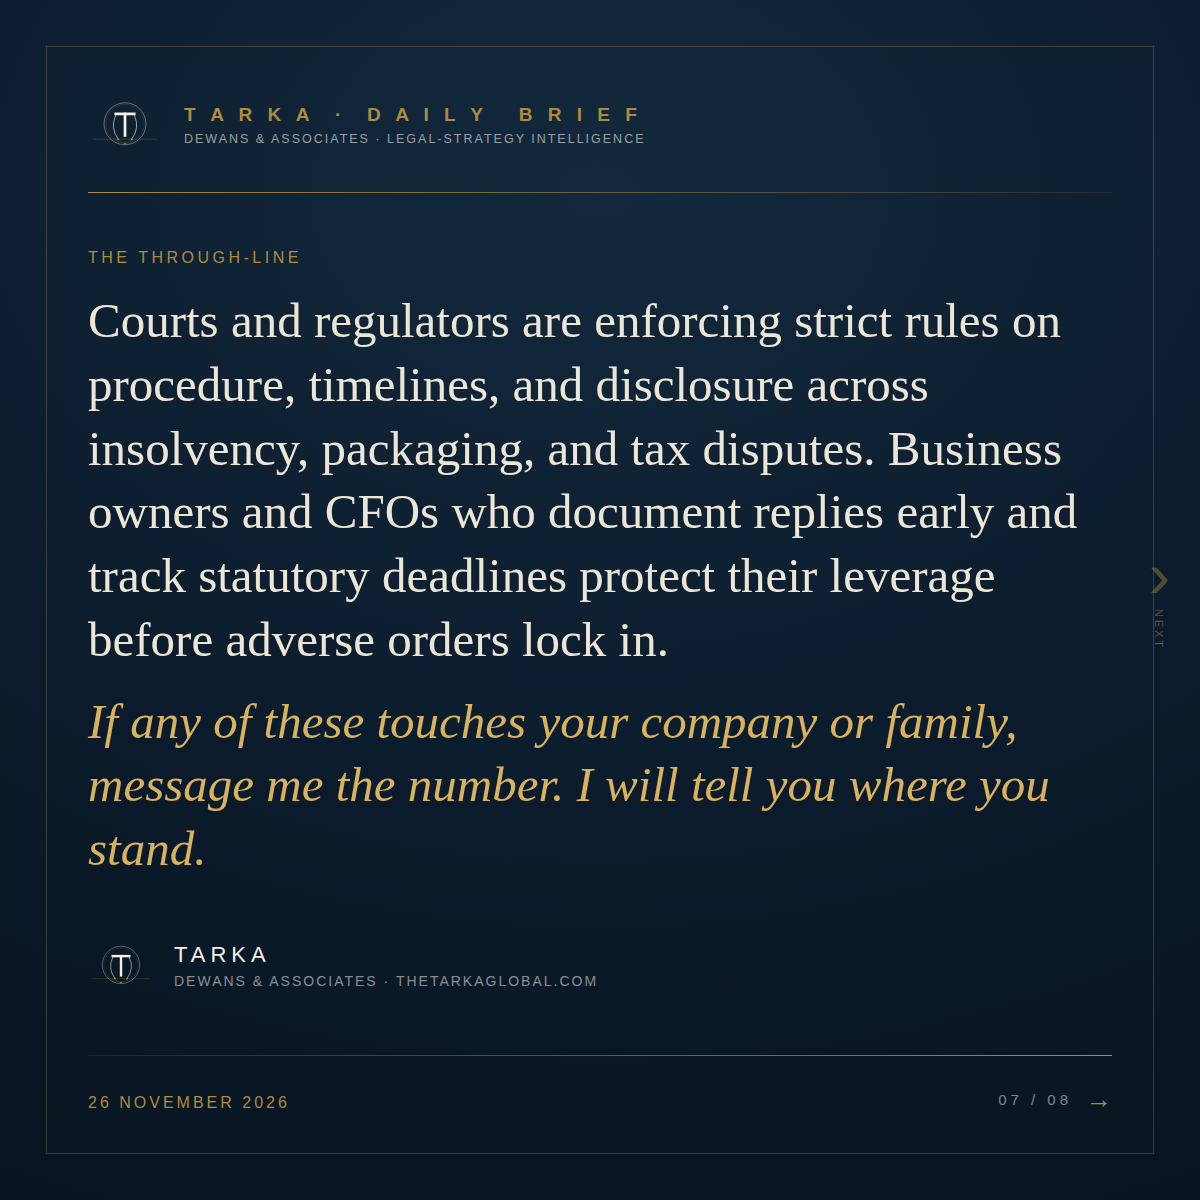 T
TARKA · DAILY BRIEF
DEWANS & ASSOCIATES · LEGAL-STRATEGY INTELLIGENCE
THE THROUGH-LINE
Courts and regulators are enforcing strict rules on
procedure, timelines, and disclosure across
insolvency, packaging, and tax disputes. Business
owners and CFOs who document replies early and
track statutory deadlines protect their leverage
before adverse orders lock in.
If any of these touches your company or family,
message me the number. I will tell you where you
stand.
›
NEXT
T
TARKA
DEWANS & ASSOCIATES · THETARKAGLOBAL.COM
26 NOVEMBER 2026
07 / 08 →